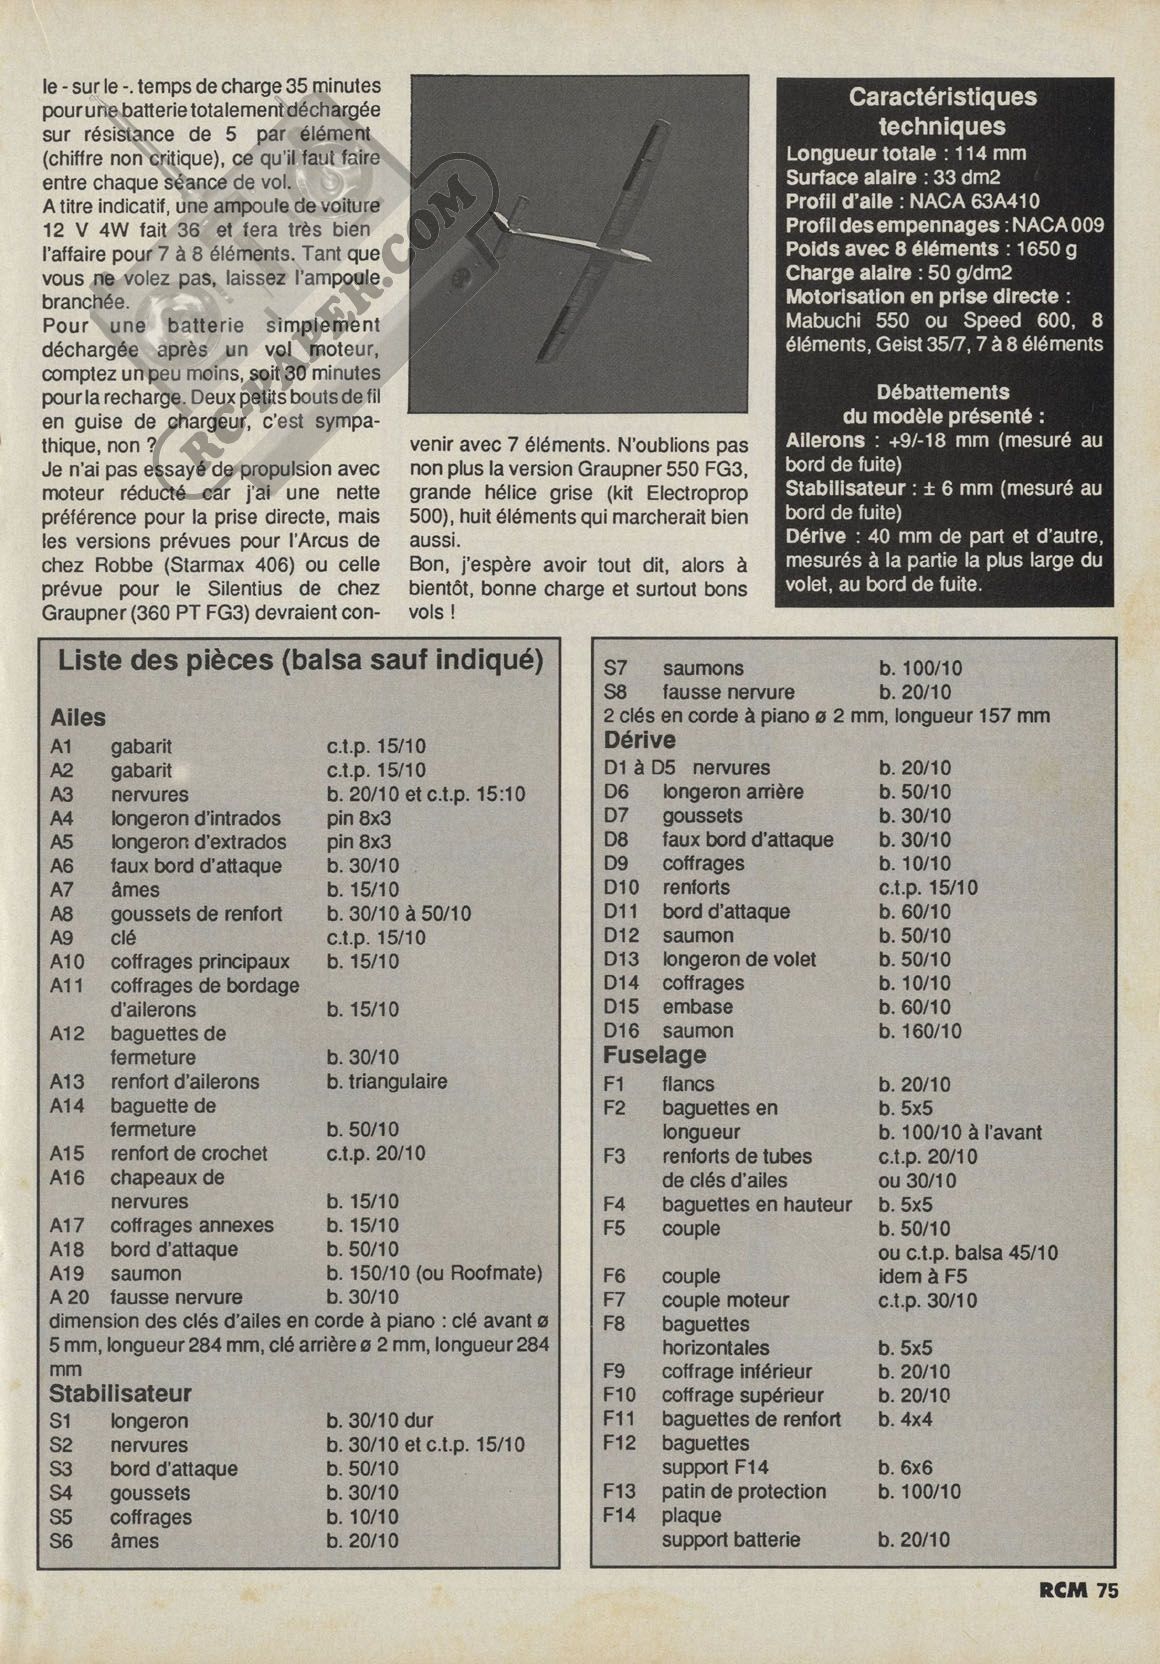 le - sur le -. temps de charge 35 minutes
pour une batterie totalement déchargée
sur résistance de 5 par élément
(chiffre non critique), ce qu'il faut faire
entre chaque séance de vol.
A titre indicatif, une ampoule de voiture
12 V 4W fait 36 et fera très bien
l'affaire pour 7 à 8 éléments. Tant que
vous ne volez pas, laissez l'ampoule
branchée.
Pour une batterie simplement
déchargée après un vol moteur,
comptez un peu moins, soit 30 minutes
pour la recharge. Deux petits bouts de fil
en guise de chargeur, c'est sympa-
thique, non ?
Je n'ai pas essayé de propulsion avec
moteur réducté car j'ai une nette
préférence pour la prise directe, mais
les versions prévues pour l'Arcus de
chez Robbe (Starmax 406) ou celle
prévue pour le Silentius de chez
Graupner (360 PT FG3) devraient con-
venir avec 7 éléments. N'oublions pas
non plus la version Graupner 550 FG3,
grande hélice grise (kit Electroprop
500), huit éléments qui marcherait bien
aussi.
Bon, j'espère avoir tout dit, alors à
bientôt, bonne charge et surtout bons
vols !
RC-PAPER.COM
Caractéristiques
techniques
Longueur totale : 114 mm
Surface alaire : 33 dm2
Profil d'aile : NACA 63A410
Profil des empennages : NACA 009
Poids avec 8 éléments : 1650 g
Charge alaire : 50 g/dm2
Motorisation en prise directe :
Mabuchi 550 ou Speed 600, 8
éléments, Geist 35/7, 7 à 8 éléments
Débattements
du modèle présenté :
Ailerons : +9/-18 mm (mesuré au
bord de fuite)
Stabilisateur : ± 6 mm (mesuré au
bord de fuite)
Dérive : 40 mm de part et d'autre,
mesurés à la partie la plus large du
volet, au bord de fuite.
Liste des pièces (balsa sauf indiqué)
Ailes
A1 gabarit c.t.p. 15/10
A2 gabarit c.t.p. 15/10
A3 nervures b. 20/10 et c.t.p. 15:10
A4 longeron d'intrados pin 8x3
A5 longeron d'extrados pin 8x3
A6 faux bord d'attaque b. 30/10
A7 âmes b. 15/10
A8 goussets de renfort b. 30/10 à 50/10
A9 clé c.t.p. 15/10
A10 coffrages principaux b. 15/10
A11 coffrages de bordage
d'ailerons b. 15/10
A12 baguettes de
fermeture b. 30/10
A13 renfort d'ailerons b. triangulaire
A14 baguette de
fermeture b. 50/10
A15 renfort de crochet c.t.p. 20/10
A16 chapeaux de
nervures b. 15/10
A17 coffrages annexes b. 15/10
A18 bord d'attaque b. 50/10
A19 saumon b. 150/10 (ou Roofmate)
A 20 fausse nervure b. 30/10
dimension des clés d'ailes en corde à piano : clé avant ø
5 mm, longueur 284 mm, clé arrière ø 2 mm, longueur 284
mm
Stabilisateur
S1 longeron b. 30/10 dur
S2 nervures b. 30/10 et c.t.p. 15/10
S3 bord d'attaque b. 50/10
S4 goussets b. 30/10
S5 coffrages b. 10/10
S6 âmes b. 20/10
S7 saumons b. 100/10
S8 fausse nervure b. 20/10
2 clés en corde à piano ø 2 mm, longueur 157 mm
Dérive
D1 à D5 nervures b. 20/10
D6 longeron arrière b. 50/10
D7 goussets b. 30/10
D8 faux bord d'attaque b. 30/10
D9 coffrages b. 10/10
D10 renforts c.t.p. 15/10
D11 bord d'attaque b. 60/10
D12 saumon b. 50/10
D13 longeron de volet b. 50/10
D14 coffrages b. 10/10
D15 embase b. 60/10
D16 saumon b. 160/10
Fuselage
F1 flancs b. 20/10
F2 baguettes en b. 5x5
longueur b. 100/10 à l'avant
F3 renforts de tubes c.t.p. 20/10
de clés d'ailes ou 30/10
F4 baguettes en hauteur b. 5x5
F5 couple b. 50/10
ou c.t.p. balsa 45/10
F6 couple idem à F5
F7 couple moteur c.t.p. 30/10
F8 baguettes
horizontales b. 5x5
F9 coffrage inférieur b. 20/10
F10 coffrage supérieur b. 20/10
F11 baguettes de renfort b. 4x4
F12 baguettes
support F14 b. 6x6
F13 patin de protection b. 100/10
F14 plaque
support batterie b. 20/10
RCM 75